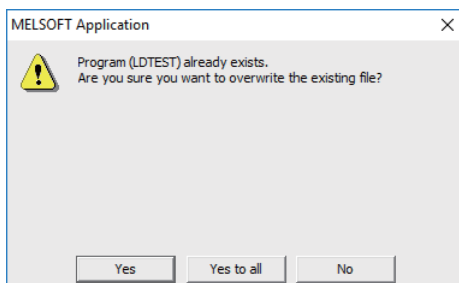 MELSOFT Application
Program (LDTEST) already exists.
Are you sure you want to overwrite the existing file?
Yes
Yes to all
No